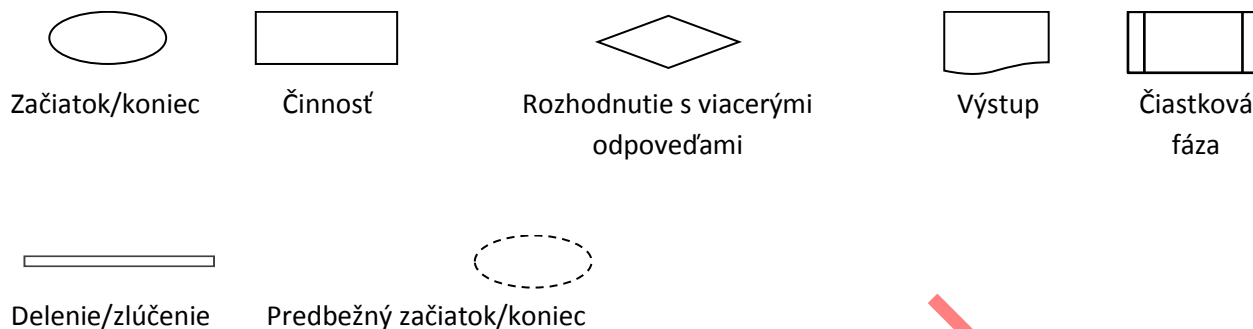 Začiatok/koniec
Činnosť
Rozhodnutie s viacerými
odpoveďami
Výstup
Čiastková
fáza
Delenie/zlúčenie
Predbežný začiatok/koniec